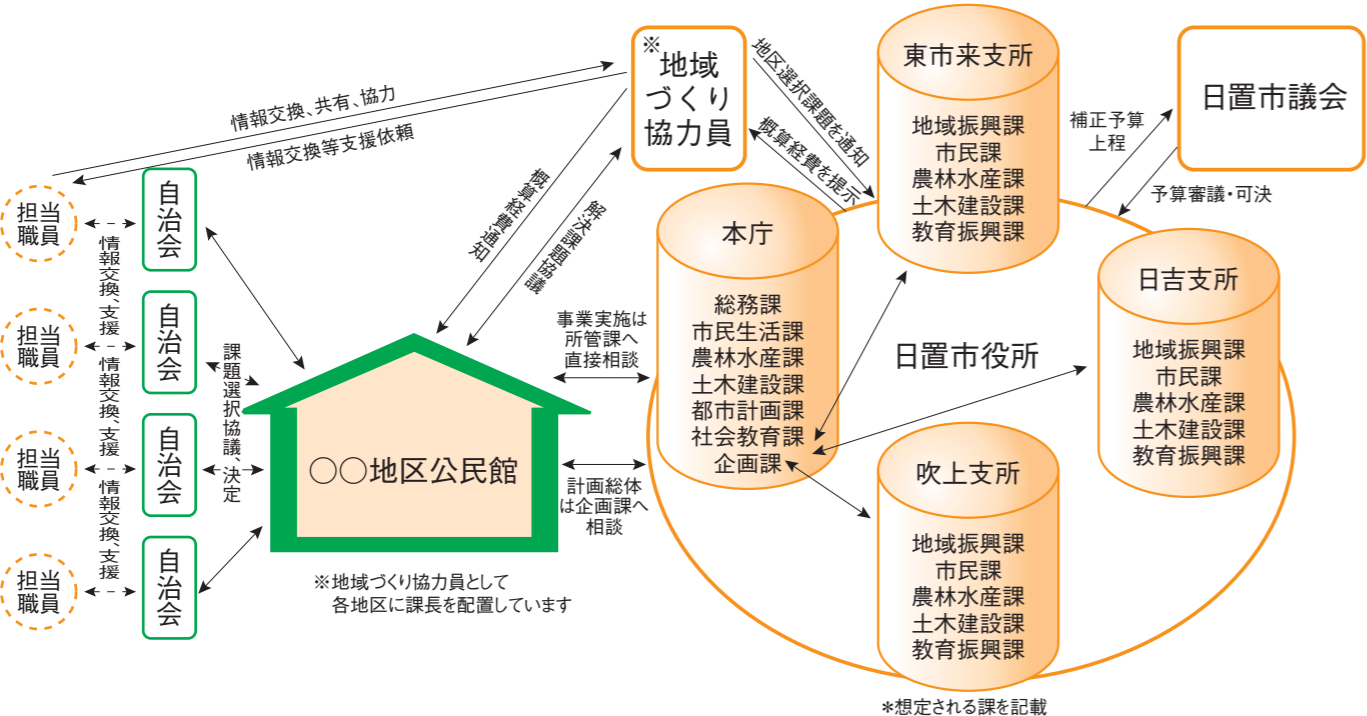 ※
地域
づくり
協力員
東市来支所
地域振興課
市民課
農林水産課
土木建設課
教育振興課
日置市議会
補正予算
上程
予算審議・可決
地区選択課題を通知
概算経費を提示
情報交換、共有、協力
情報交換等支援依頼
概算経費通知
解決課題協議
担当
職員
自治会
情報交換、支援
担当
職員
自治会
情報交換、支援
担当
職員
自治会
情報交換、支援
担当
職員
自治会
課題選択協議、決定
〇〇地区公民館
※地域づくり協力員として
各地区に課長を配置しています
事業実施は
所管課へ
直接相談
計画総体
は企画課へ
相談
本庁
総務課
市民生活課
農林水産課
土木建設課
都市計画課
社会教育課
企画課
日置市役所
日吉支所
地域振興課
市民課
農林水産課
土木建設課
教育振興課
吹上支所
地域振興課
市民課
農林水産課
土木建設課
教育振興課
＊想定される課を記載